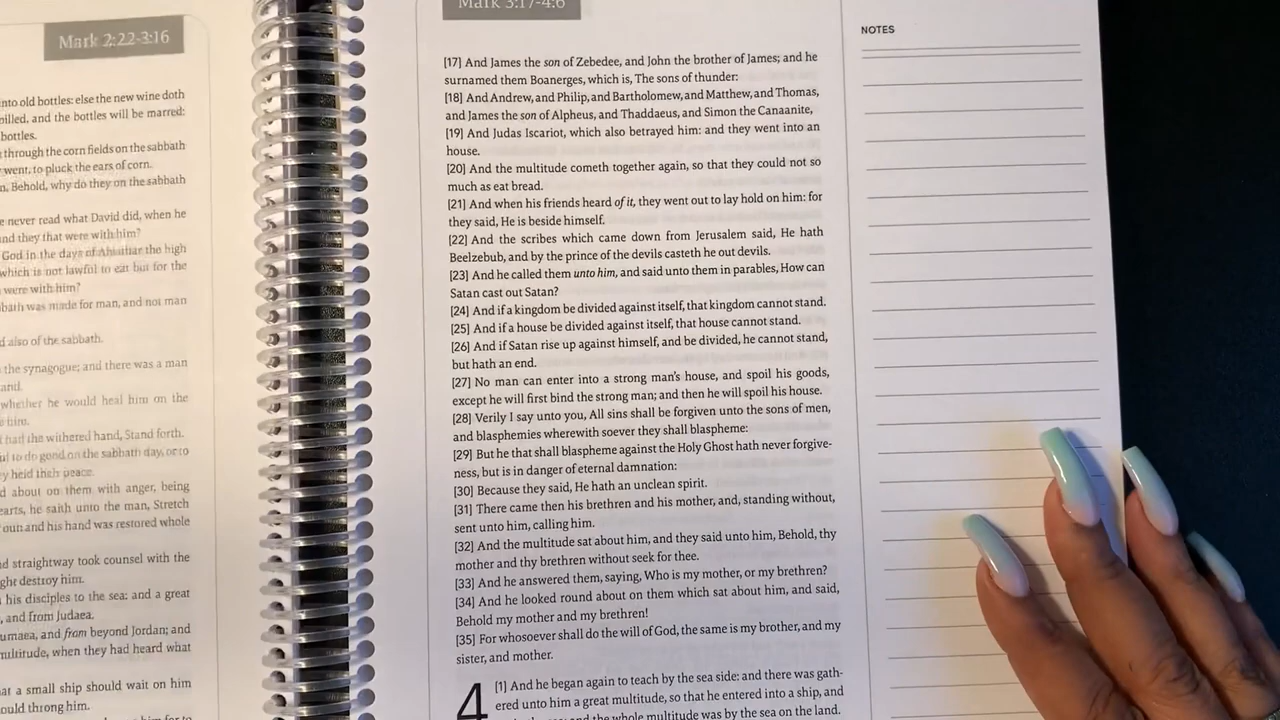 Mark 2:22-3:16
nto old bottles: else the new wine doth
pilled, and the bottles will be marred:
bottles.
through the corn fields on the sabbath
went, to pluck the ears of corn.
n, Behold, why do they on the sabbath
e never read what David did, when he
nd they that were with him?
God in the days of Abiathar the high
which is not lawful to eat but for the
were with him?
bath was made for man, and not man
d also of the sabbath.
the synagogue; and there was a man
and.
whether he would heal him on the
e him.
had the withered hand, Stand forth.
ul to do good on the sabbath day, or to
y held their peace.
d about on them with anger, being
earts, he saith unto the man, Stretch
out: and his hand was restored whole
d straightway took counsel with the
ght destroy him.
his disciples to the sea: and a great
, and from Judaea.
umaea, and from beyond Jordan; and
multitude, when they had heard what
at a small ship should wait on him
ould throng him.
Mark 3:17-4:6
[17] And James the son of Zebedee, and John the brother of James; and he
surnamed them Boanerges, which is, The sons of thunder:
[18] And Andrew, and Philip, and Bartholomew, and Matthew, and Thomas,
and James the son of Alpheus, and Thaddaeus, and Simon the Canaanite,
[19] And Judas Iscariot, which also betrayed him: and they went into an
house.
[20] And the multitude cometh together again, so that they could not so
much as eat bread.
[21] And when his friends heard of it, they went out to lay hold on him: for
they said, He is beside himself.
[22] And the scribes which came down from Jerusalem said, He hath
Beelzebub, and by the prince of the devils casteth he out devils.
[23] And he called them unto him, and said unto them in parables, How can
Satan cast out Satan?
[24] And if a kingdom be divided against itself, that kingdom cannot stand.
[25] And if a house be divided against itself, that house cannot stand.
[26] And if Satan rise up against himself, and be divided, he cannot stand,
but hath an end.
[27] No man can enter into a strong man's house, and spoil his goods,
except he will first bind the strong man; and then he will spoil his house.
[28] Verily I say unto you, All sins shall be forgiven unto the sons of men,
and blasphemies wherewith soever they shall blaspheme:
[29] But he that shall blaspheme against the Holy Ghost hath never forgive-
ness, but is in danger of eternal damnation:
[30] Because they said, He hath an unclean spirit.
[31] There came then his brethren and his mother, and, standing without,
sent unto him, calling him.
[32] And the multitude sat about him, and they said unto him, Behold, thy
mother and thy brethren without seek for thee.
[33] And he answered them, saying, Who is my mother, or my brethren?
[34] And he looked round about on them which sat about him, and said,
Behold my mother and my brethren!
[35] For whosoever shall do the will of God, the same is my brother, and my
sister, and mother.
4 [1] And he began again to teach by the sea side: and there was gath-
ered unto him a great multitude, so that he entered into a ship, and
and the whole multitude was by the sea on the land.
NOTES